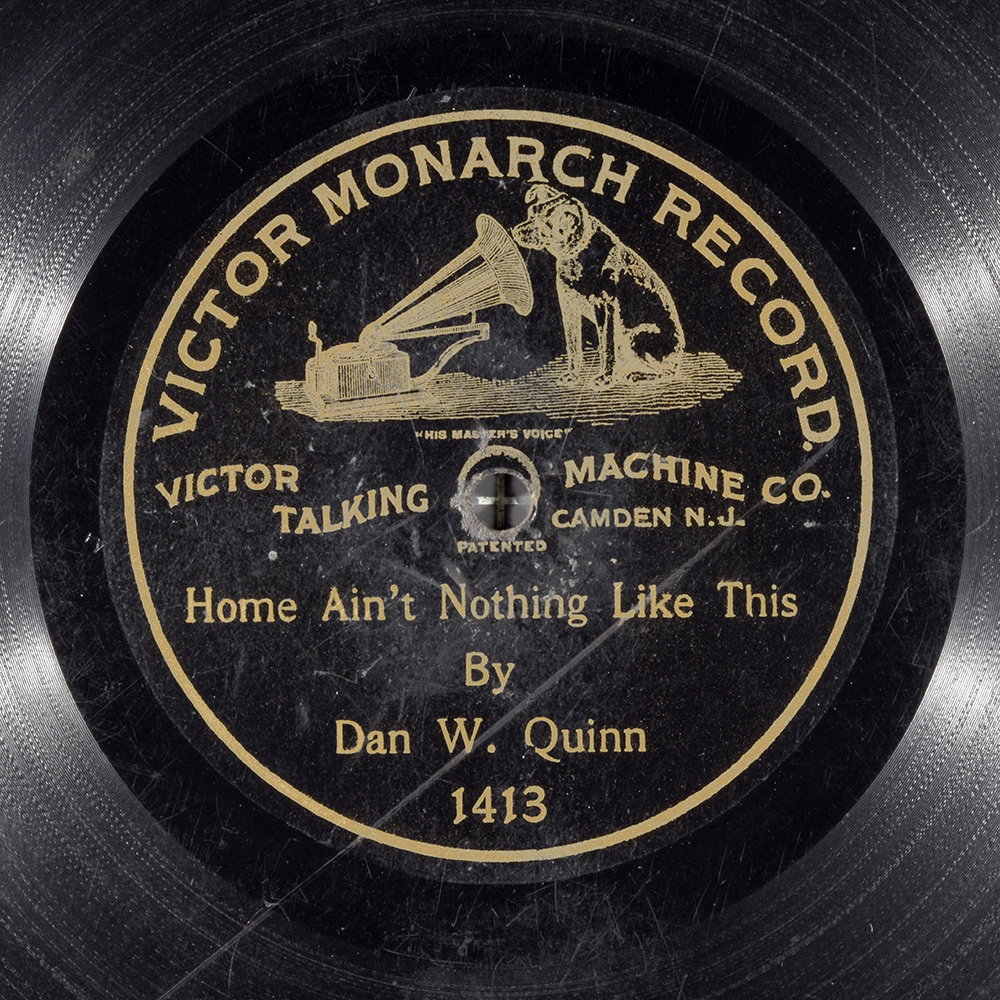 VICTOR MONARCH RECORD.
"HIS MASTER'S VOICE"
VICTOR TALKING MACHINE CO.
CAMDEN N.J.
PATENTED
Home Ain't Nothing Like This
By
Dan W. Quinn
1413